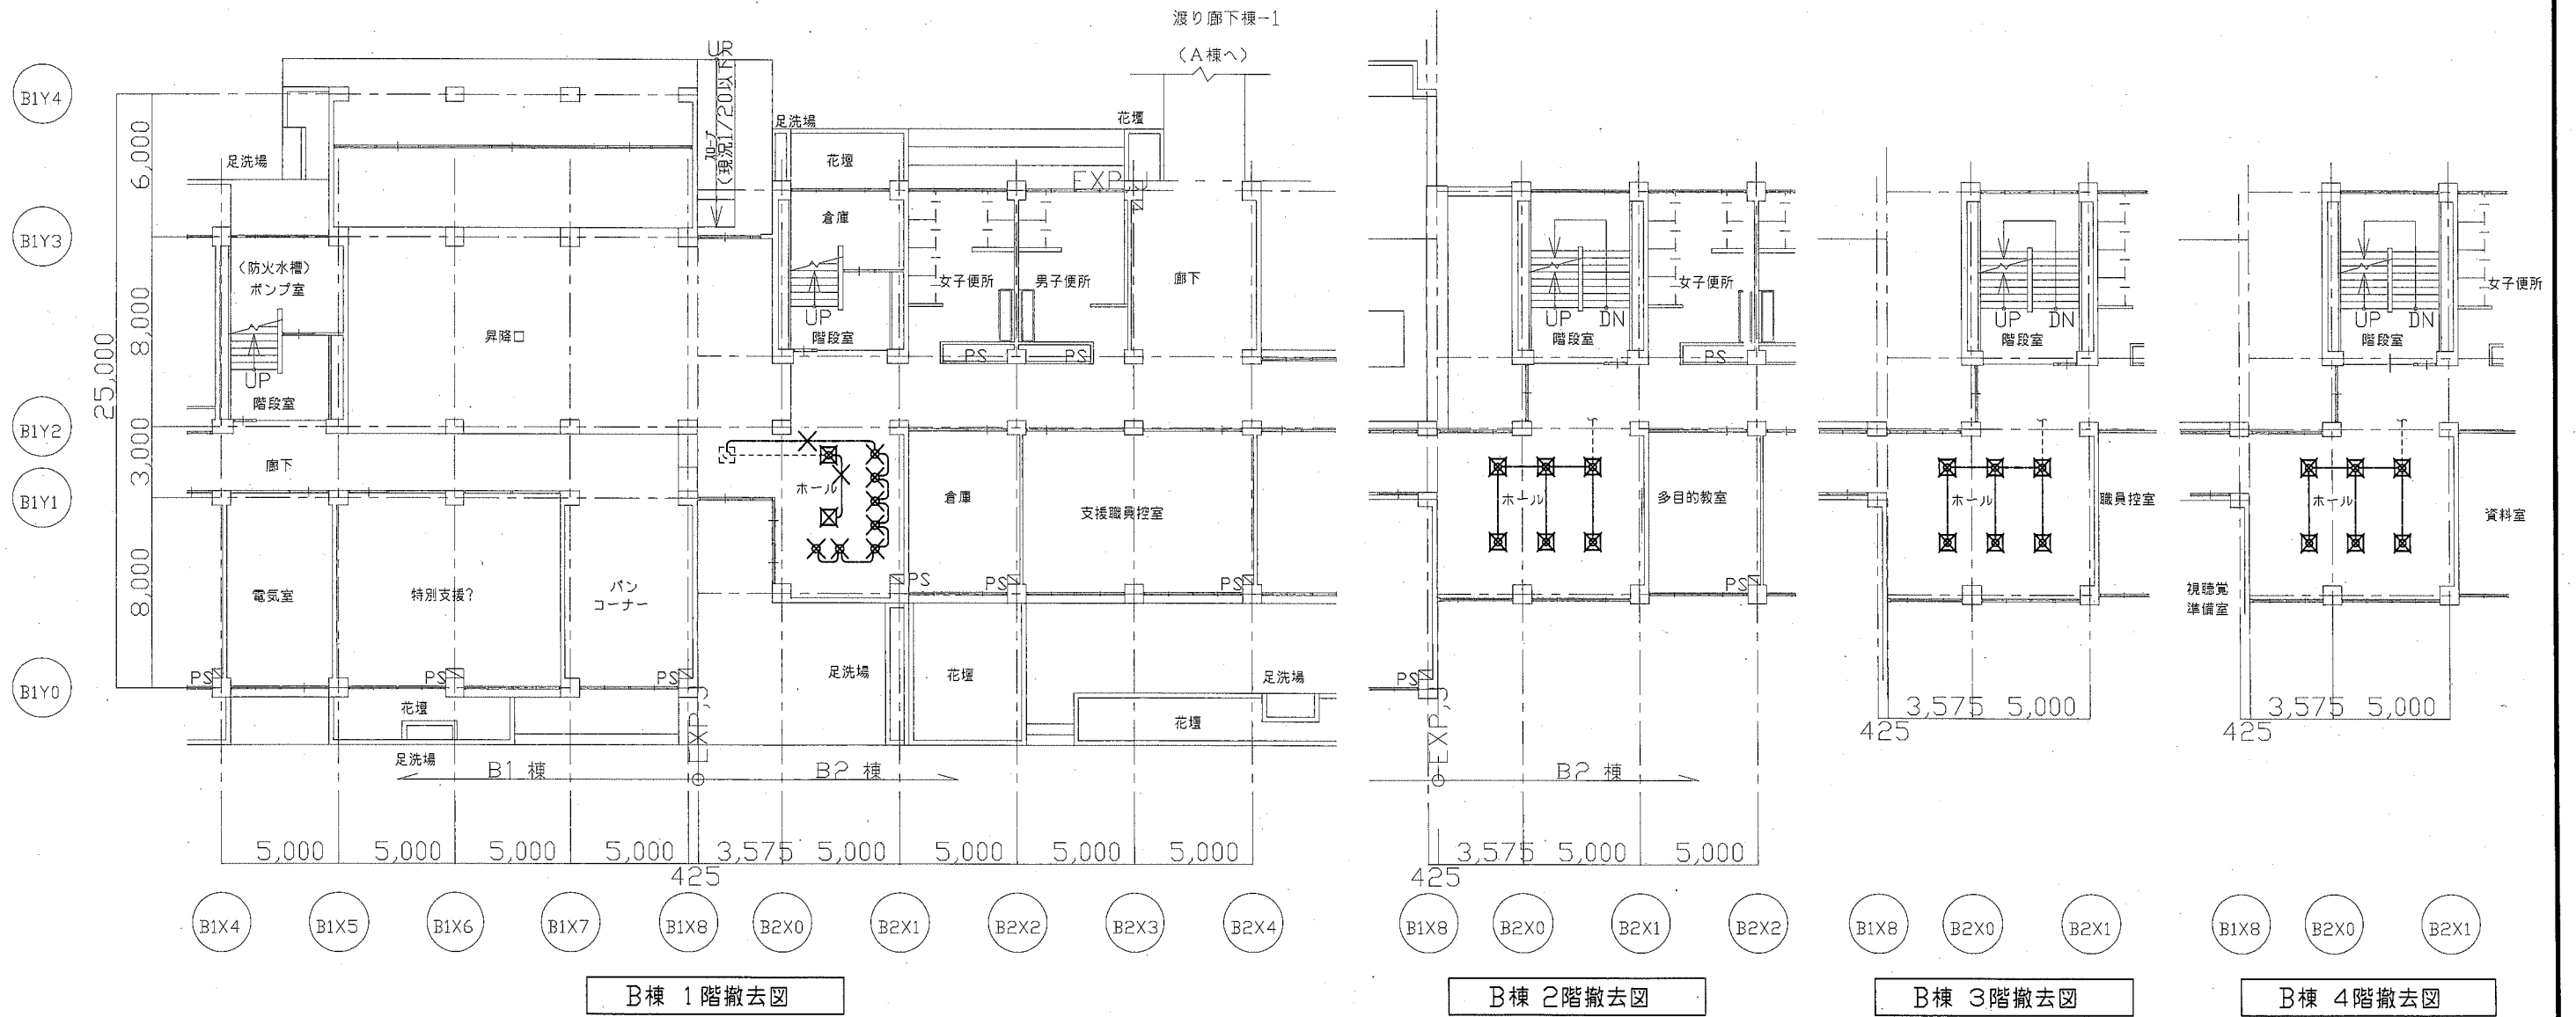 渡り廊下棟-1
(A棟へ)
B1Y4
B1Y3
B1Y2
B1Y1
B1Y0
25,000
6,000
8,000
3,000
8,000
足洗場
UP
(現況1/20以下)
スロープ
足洗場
花壇
花壇
EXP,J
(防火水槽)
ポンプ室
UP
階段室
昇降口
倉庫
UP
階段室
女子便所
男子便所
PS
PS
廊下
廊下
ホール
倉庫
支援職員控室
PS
PS
PS
電気室
特別支援?
パン
コーナー
PS
PS
PS
足洗場
花壇
足洗場
花壇
花壇
足洗場
EXP,J
B1 棟
B2 棟
5,000
5,000
5,000
5,000
425
3,575
5,000
5,000
5,000
5,000
B1X4
B1X5
B1X6
B1X7
B1X8
B2X0
B2X1
B2X2
B2X3
B2X4
B棟 1階撤去図
UP
DN
階段室
女子便所
PS
ホール
多目的教室
PS
PS
EXP,J
B2 棟
425
3,575
5,000
5,000
B1X8
B2X0
B2X1
B2X2
B棟 2階撤去図
UP
DN
階段室
ホール
職員控室
425
3,575
5,000
B1X8
B2X0
B2X1
B棟 3階撤去図
UP
DN
階段室
女子便所
ホール
資料室
視聴覚
準備室
425
3,575
5,000
B1X8
B2X0
B2X1
B棟 4階撤去図